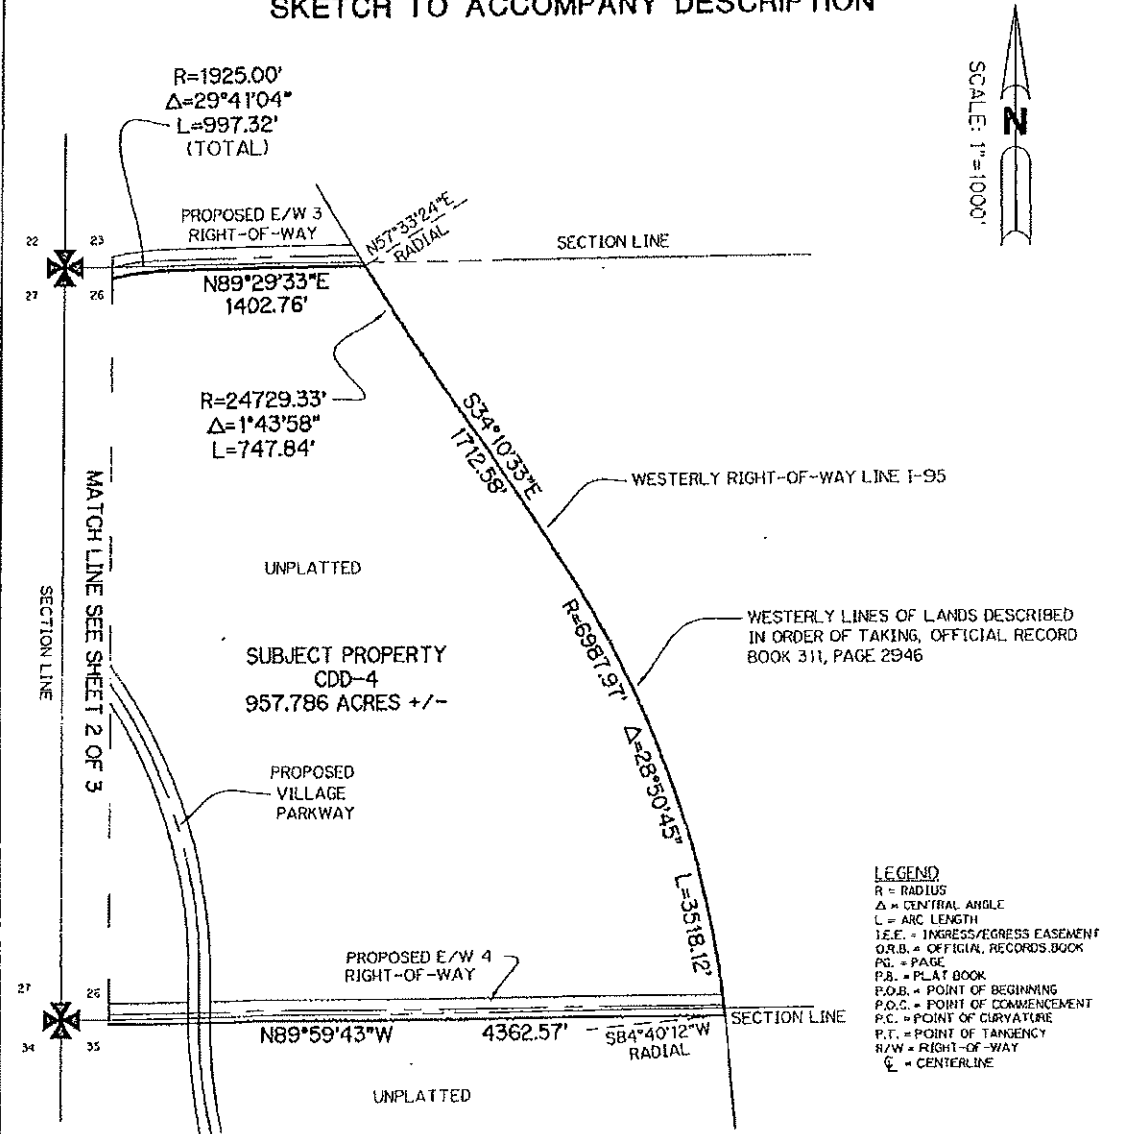 SKETCH TO ACCOMPANY DESCRIPTION
R=1925.00'
Δ=29°41'04"
L=997.32'
(TOTAL)
SCALE: 1"=1000'
N
PROPOSED E/W 3
RIGHT-OF-WAY
N57°33'24"E
RADIAL
SECTION LINE
22
23
27
26
N89°29'33"E
1402.76'
R=24729.33'
Δ=1°43'58"
L=747.84'
S34°10'33"E
1712.58'
WESTERLY RIGHT-OF-WAY LINE I-95
MATCH LINE SEE SHEET 2 OF 3
SECTION LINE
UNPLATTED
R=6987.97' Δ=28°50'45" L=3518.12'
WESTERLY LINES OF LANDS DESCRIBED
IN ORDER OF TAKING, OFFICIAL RECORD
BOOK 311, PAGE 2946
SUBJECT PROPERTY
CDD-4
957.786 ACRES +/-
PROPOSED
VILLAGE
PARKWAY
LEGEND
R = RADIUS
Δ = CENTRAL ANGLE
L = ARC LENGTH
I.E.E. = INGRESS/EGRESS EASEMENT
O.R.B. = OFFICIAL RECORDS BOOK
PG. = PAGE
P.B. = PLAT BOOK
P.O.B. = POINT OF BEGINNING
P.O.C. = POINT OF COMMENCEMENT
P.C. = POINT OF CURVATURE
P.T. = POINT OF TANGENCY
R/W = RIGHT-OF-WAY
℄ = CENTERLINE
PROPOSED E/W 4
RIGHT-OF-WAY
27
26
34
35
N89°59'43"W 4362.57'
S84°40'12"W
RADIAL
SECTION LINE
UNPLATTED